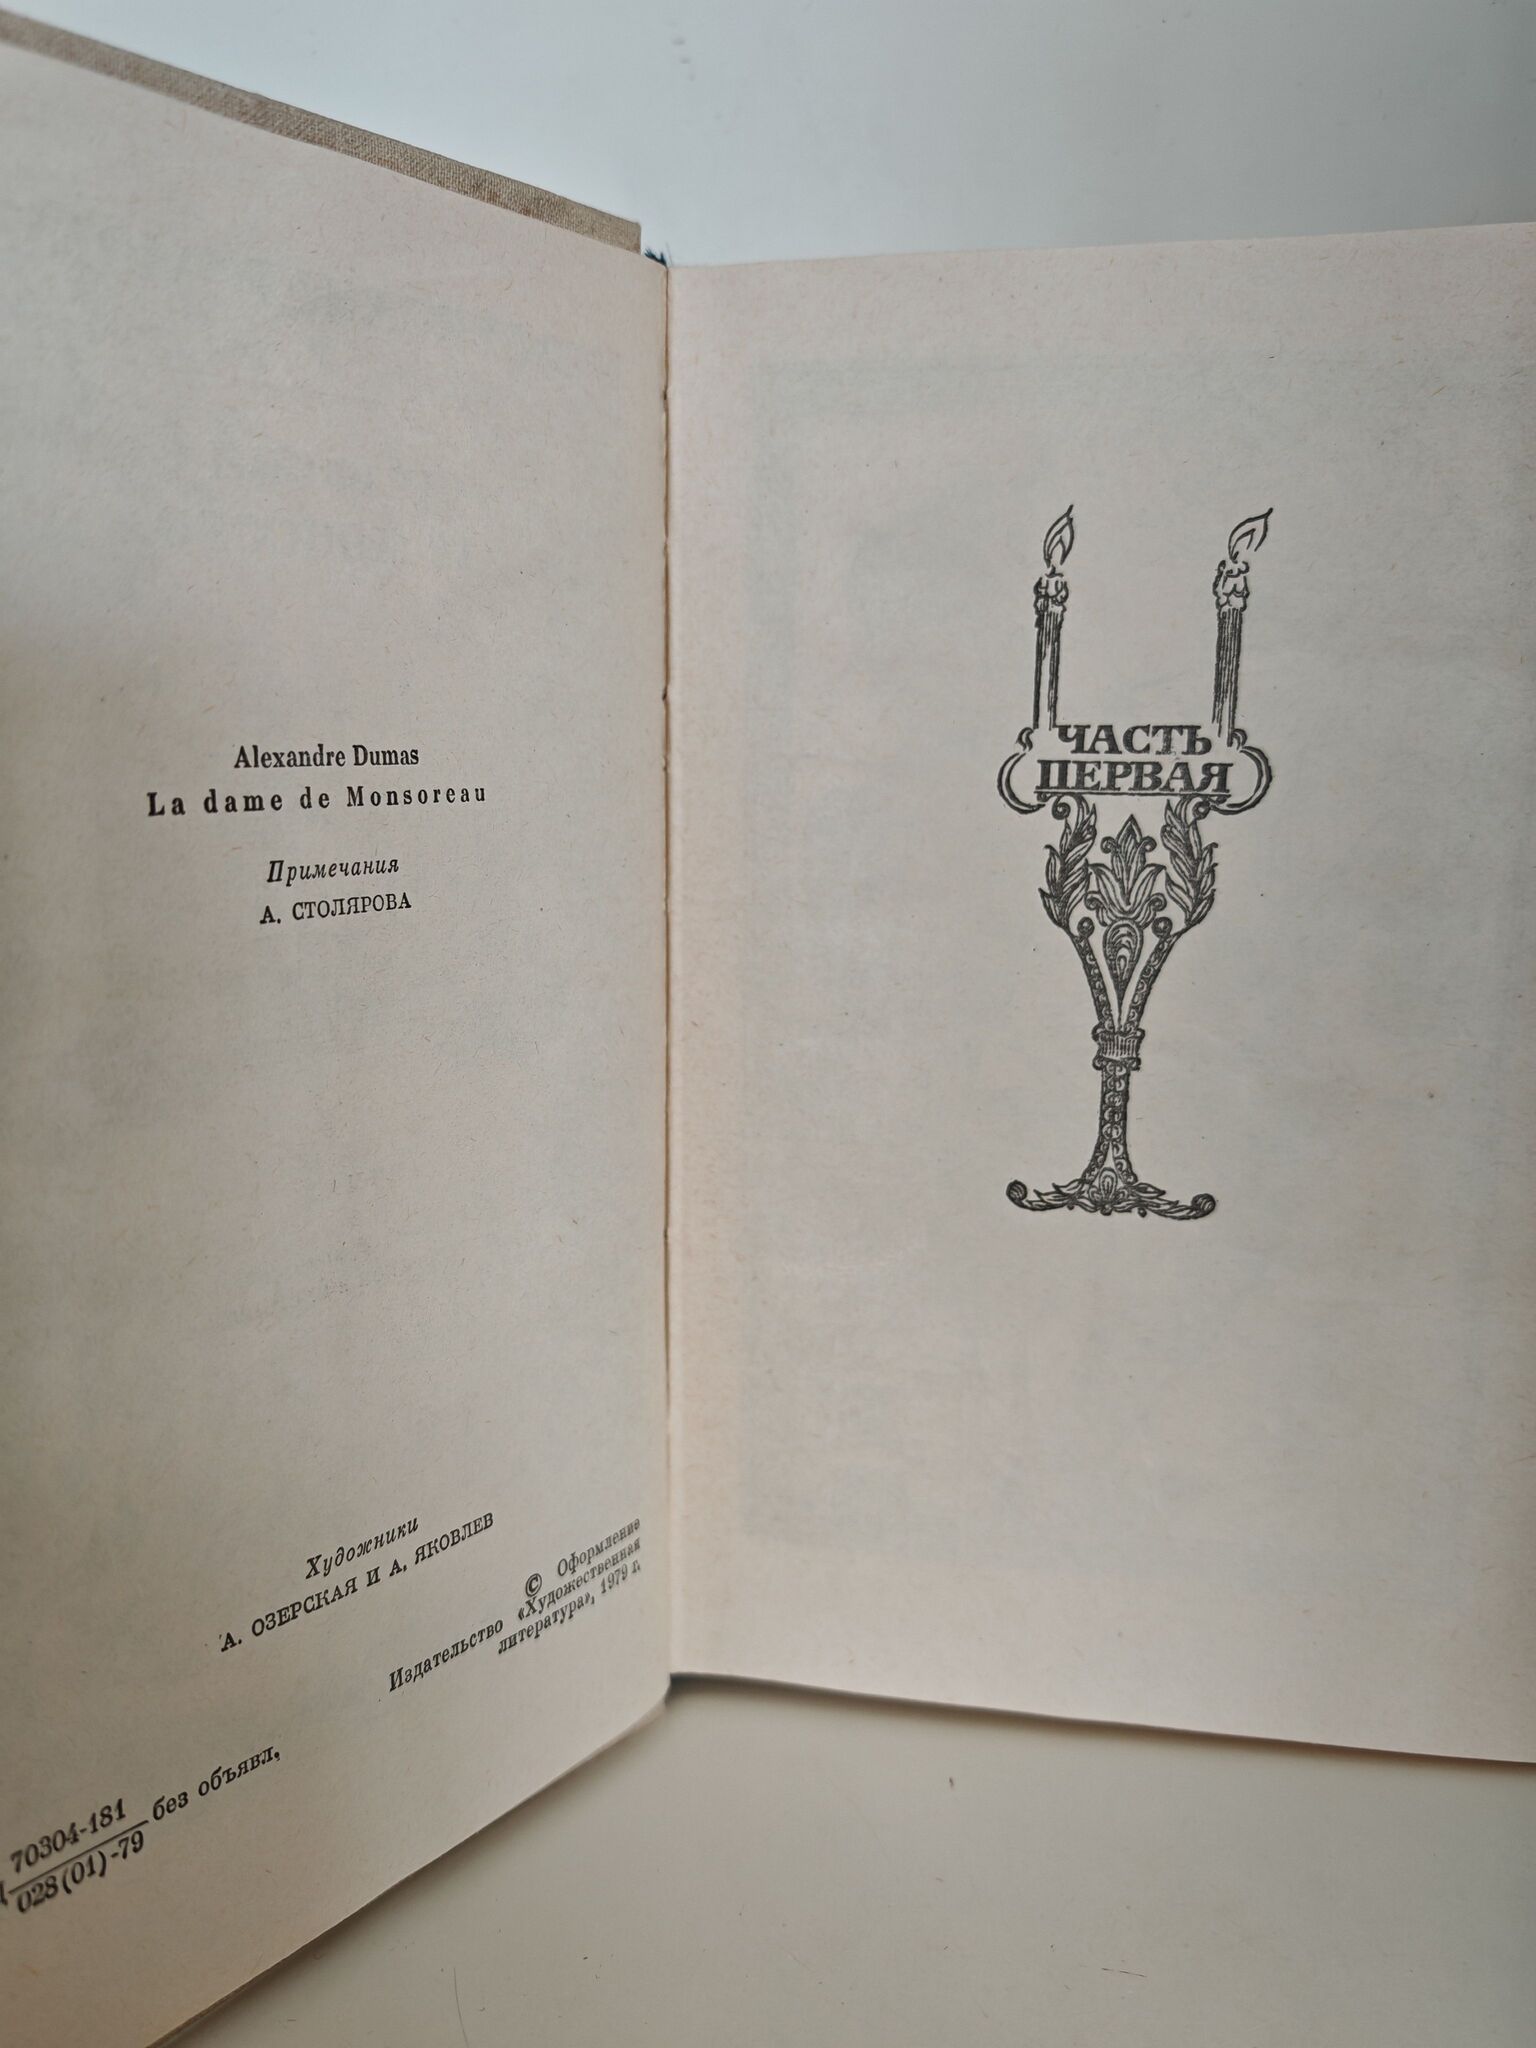 Alexandre Dumas
La dame de Monsoreau
Примечания
А. СТОЛЯРОВА
Художники
А. ОЗЕРСКАЯ И А. ЯКОВЛЕВ
© Оформление
Издательство «Художественная
литература», 1979 г.
70304-181
028(01)-79
без объявл.
ЧАСТЬ
ПЕРВАЯ